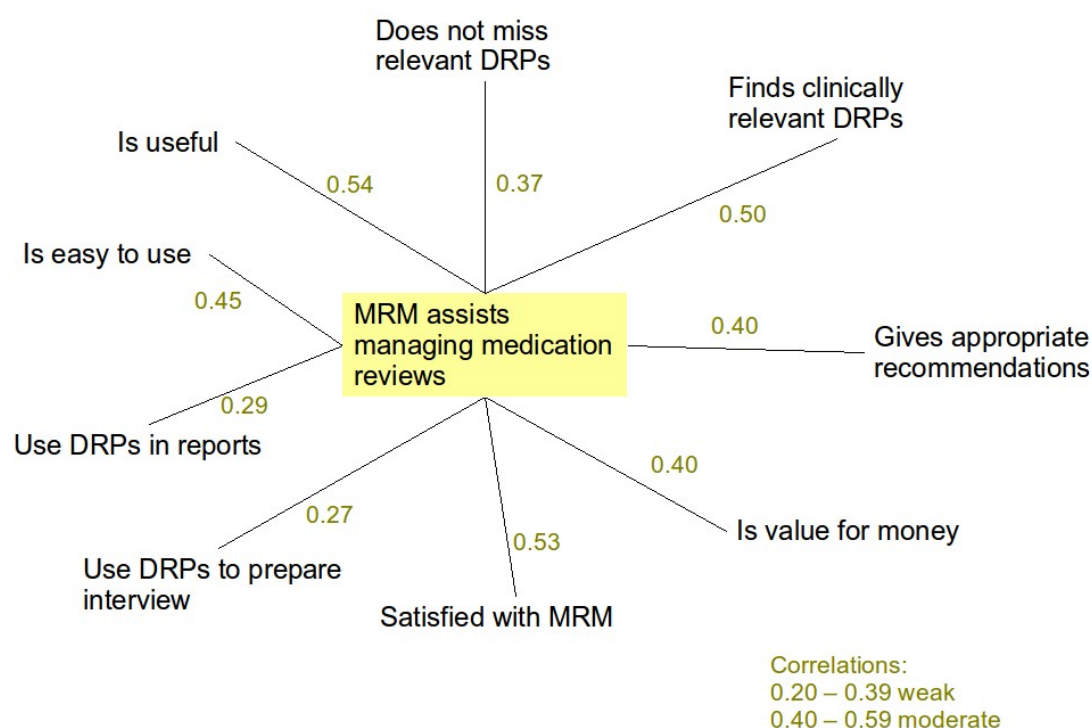 Does not miss
relevant DRPs
Finds clinically
relevant DRPs
Is useful
0.54
0.37
0.50
Is easy to use
0.45
MRM assists
managing medication
reviews
0.40
Gives appropriate
recommendations
0.29
Use DRPs in reports
0.40
0.27
0.53
Is value for money
Use DRPs to prepare
interview
Satisfied with MRM
Correlations:
0.20 – 0.39 weak
0.40 – 0.59 moderate